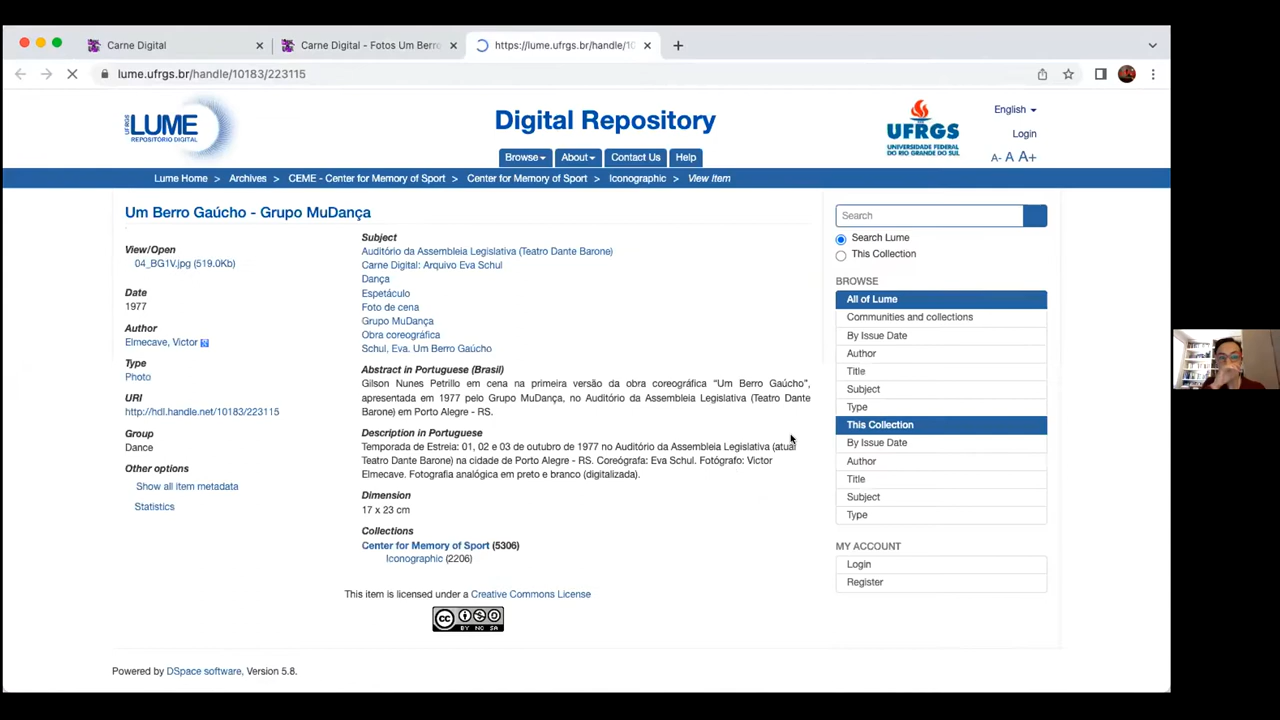 Carne Digital
Carne Digital - Fotos Um Berro
https://lume.ufrgs.br/handle/10
lume.ufrgs.br/handle/10183/223115
UFRGS
LUME
REPOSITÓRIO DIGITAL
Digital Repository
UFRGS
UNIVERSIDADE FEDERAL
DO RIO GRANDE DO SUL
English
Login
A- A A+
Browse About Contact Us Help
Lume Home > Archives > CEME - Center for Memory of Sport > Center for Memory of Sport > Iconographic > View Item
Um Berro Gaúcho - Grupo MuDança
View/Open
04_BG1V.jpg (519.0Kb)
Date
1977
Author
Elmecave, Victor
Type
Photo
URI
http://hdl.handle.net/10183/223115
Group
Dance
Other options
Show all item metadata
Statistics
Subject
Auditório da Assembleia Legislativa (Teatro Dante Barone)
Carne Digital: Arquivo Eva Schul
Dança
Espetáculo
Foto de cena
Grupo MuDança
Obra coreográfica
Schul, Eva. Um Berro Gaúcho
Abstract in Portuguese (Brasil)
Gilson Nunes Petrillo em cena na primeira versão da obra coreográfica “Um Berro Gaúcho”,
apresentada em 1977 pelo Grupo MuDança, no Auditório da Assembleia Legislativa (Teatro Dante
Barone) em Porto Alegre - RS.
Description in Portuguese
Temporada de Estreia: 01, 02 e 03 de outubro de 1977 no Auditório da Assembleia Legislativa (atual
Teatro Dante Barone) na cidade de Porto Alegre - RS. Coreógrafa: Eva Schul. Fotógrafo: Victor
Elmecave. Fotografia analógica em preto e branco (digitalizada).
Dimension
17 x 23 cm
Collections
Center for Memory of Sport (5306)
Iconographic (2206)
This item is licensed under a Creative Commons License
cc
BY NC SA
Search
Search Lume
This Collection
BROWSE
All of Lume
Communities and collections
By Issue Date
Author
Title
Subject
Type
This Collection
By Issue Date
Author
Title
Subject
Type
MY ACCOUNT
Login
Register
Powered by DSpace software, Version 5.8.